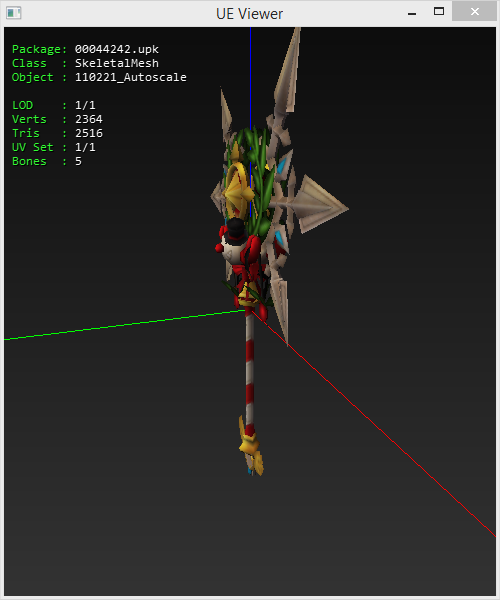 UE Viewer
Package: 00044242.upk
Class  : SkeletalMesh
Object : 110221_Autoscale
LOD    : 1/1
Verts  : 2364
Tris   : 2516
UV Set : 1/1
Bones  : 5